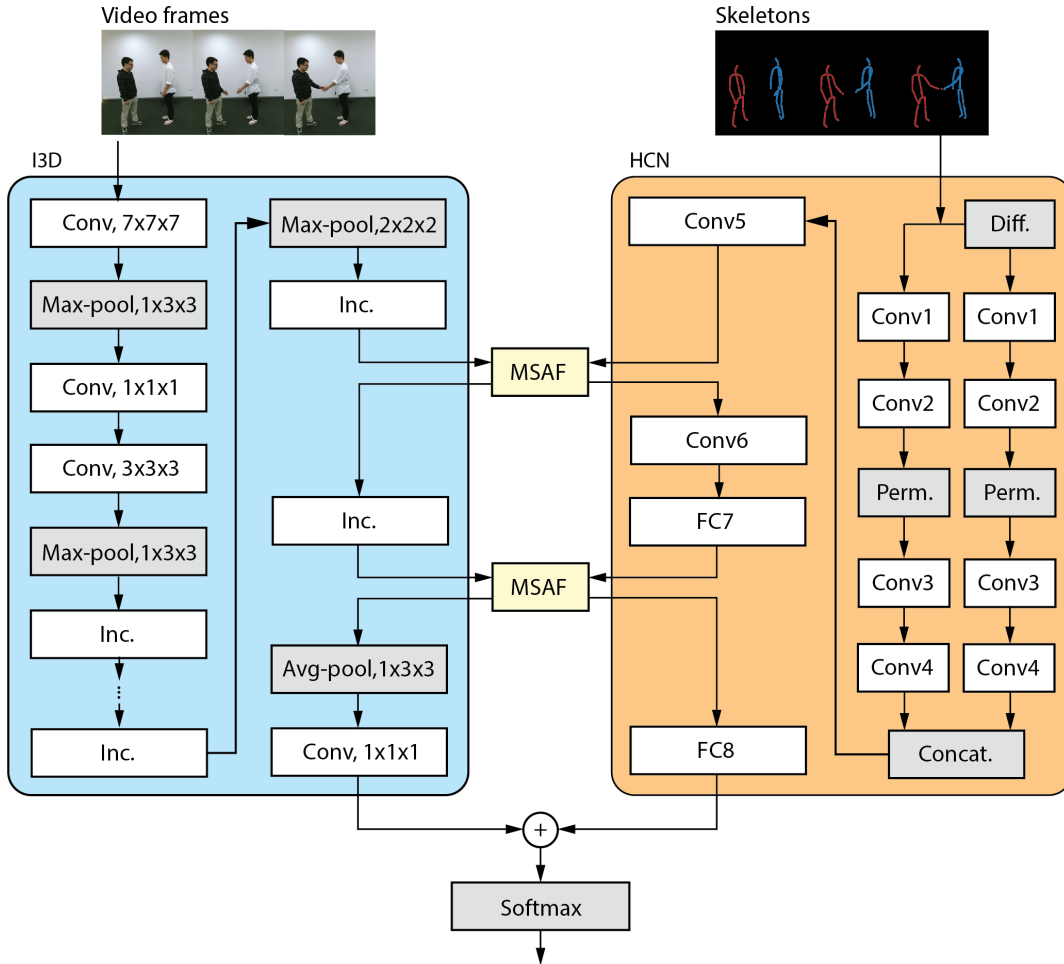 Video frames
Skeletons
I3D
HCN
Conv, 7x7x7
Max-pool,1x3x3
Conv, 1x1x1
Conv, 3x3x3
Max-pool,1x3x3
Inc.
Inc.
Max-pool,2x2x2
Inc.
Inc.
Avg-pool,1x3x3
Conv, 1x1x1
MSAF
MSAF
Conv5
Conv6
FC7
FC8
Diff.
Conv1
Conv1
Conv2
Conv2
Perm.
Perm.
Conv3
Conv3
Conv4
Conv4
Concat.
+
Softmax